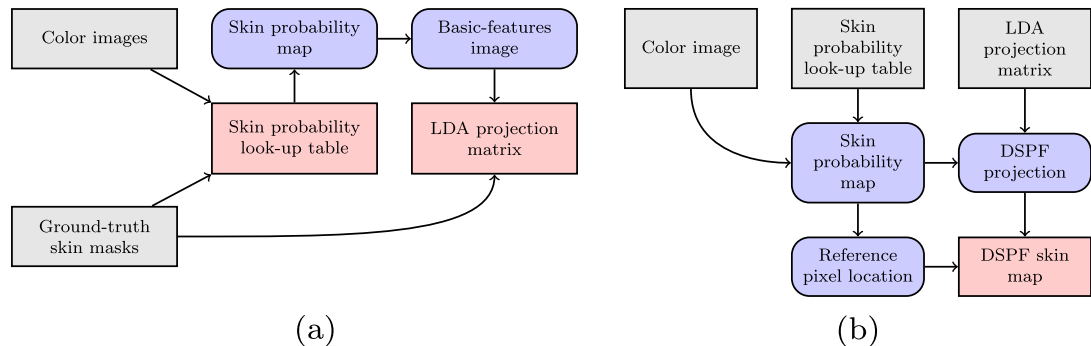 Color images
Skin probability
map
Basic-features
image
Skin probability
look-up table
LDA projection
matrix
Ground-truth
skin masks
(a)
Color image
Skin
probability
look-up table
LDA
projection
matrix
Skin
probability
map
DSPF
projection
Reference
pixel location
DSPF skin
map
(b)